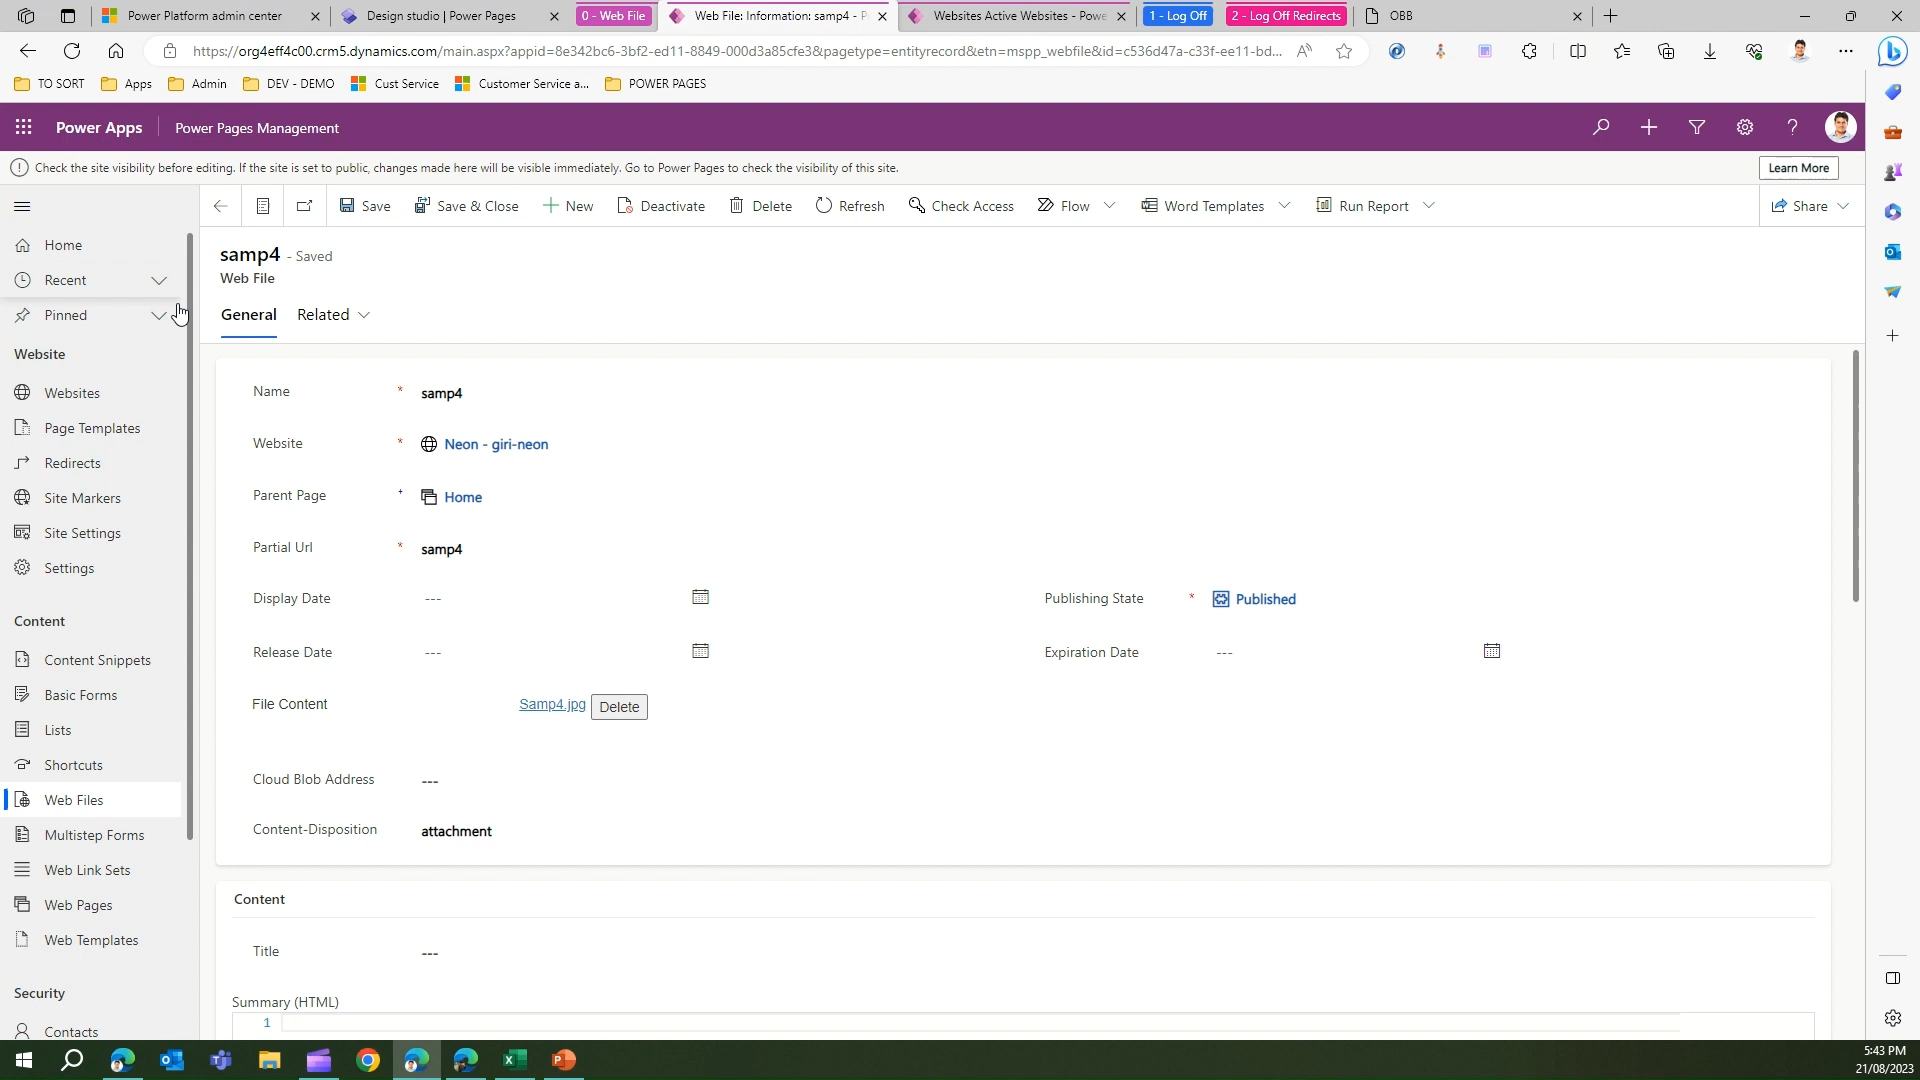 Power Platform admin center
Design studio | Power Pages
0 - Web File
Web File: Information: samp4 - P
Websites Active Websites - Powe
1 - Log Off
2 - Log Off Redirects
OBB
https://org4eff4c00.crm5.dynamics.com/main.aspx?appid=8e342bc6-3bf2-ed11-8849-000d3a85cfe3&pagetype=entityrecord&etn=mspp_webfile&id=c536d47a-c33f-ee11-bd...
TO SORT
Apps
Admin
DEV - DEMO
Cust Service
Customer Service a...
POWER PAGES
Power Apps
Power Pages Management
Check the site visibility before editing. If the site is set to public, changes made here will be visible immediately. Go to Power Pages to check the visibility of this site.
Learn More
Save
Save & Close
New
Deactivate
Delete
Refresh
Check Access
Flow
Word Templates
Run Report
Share
Home
Recent
Pinned
Website
Websites
Page Templates
Redirects
Site Markers
Site Settings
Settings
Content
Content Snippets
Basic Forms
Lists
Shortcuts
Web Files
Multistep Forms
Web Link Sets
Web Pages
Web Templates
Security
Contacts
samp4 - Saved
Web File
General
Related
Name * samp4
Website * Neon - giri-neon
Parent Page + Home
Partial Url * samp4
Display Date ---
Publishing State * Published
Release Date ---
Expiration Date ---
File Content Samp4.jpg Delete
Cloud Blob Address ---
Content-Disposition attachment
Content
Title ---
Summary (HTML)
1
5:43 PM
21/08/2023